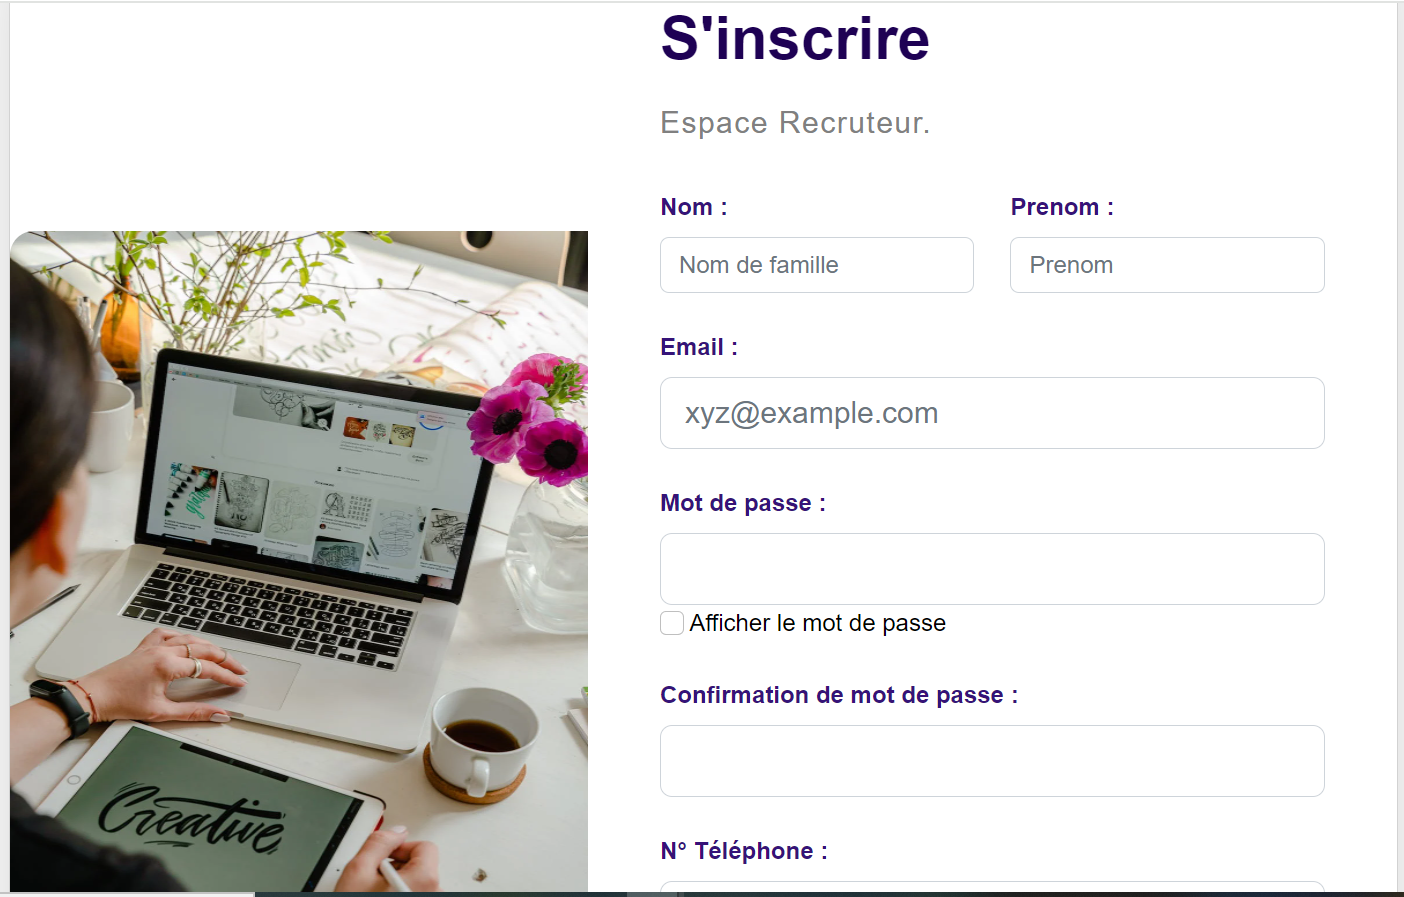 S'inscrire
Espace Recruteur.
Nom :
Prenom :
Nom de famille
Prenom
Email :
xyz@example.com
Mot de passe :
Afficher le mot de passe
Confirmation de mot de passe :
N° Téléphone :
Creative